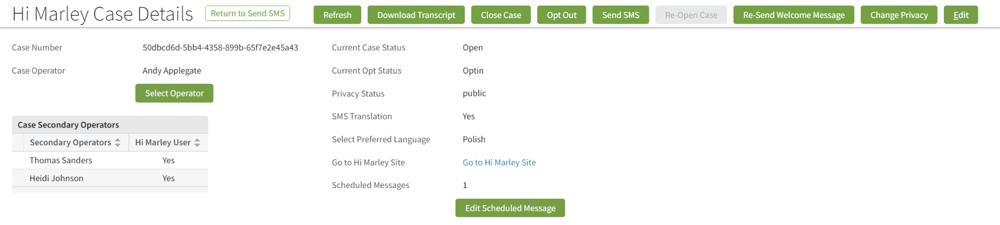 Hi Marley Case Details
Return to Send SMS
Refresh
Download Transcript
Close Case
Opt Out
Send SMS
Re-Open Case
Re-Send Welcome Message
Change Privacy
Edit
Case Number 50dbcd6d-5bb4-4358-899b-65f7e2e45a43
Case Operator Andy Applegate
Select Operator
Case Secondary Operators
Secondary Operators Hi Marley User
Thomas Sanders Yes
Heidi Johnson Yes
Current Case Status Open
Current Opt Status Optin
Privacy Status public
SMS Translation Yes
Select Preferred Language Polish
Go to Hi Marley Site Go to Hi Marley Site
Scheduled Messages 1
Edit Scheduled Message